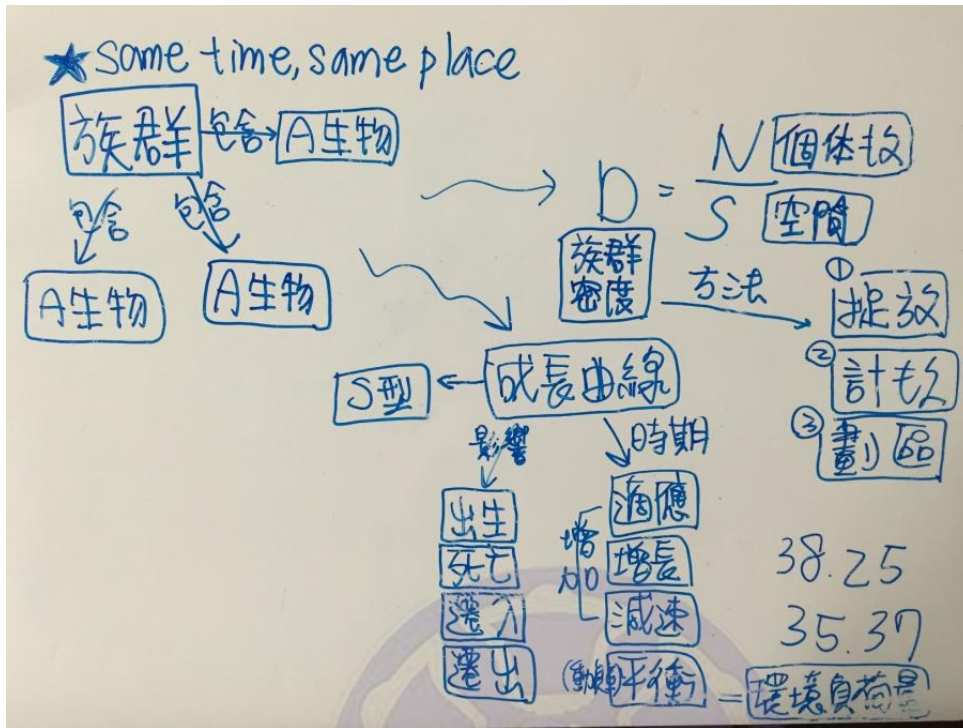 ★ same time, same place
族群 包含 A生物
包含 包含
A生物 A生物
D = N 個体数
S 空間
族群
密度
方法
① 捉放
② 計数
③ 劃區
S型 成長曲線
影響 時期
出生
死亡
遷入
遷出
增加
適應
增長
減速
(動態)平衡 = 環境負荷量
38.25
35.37